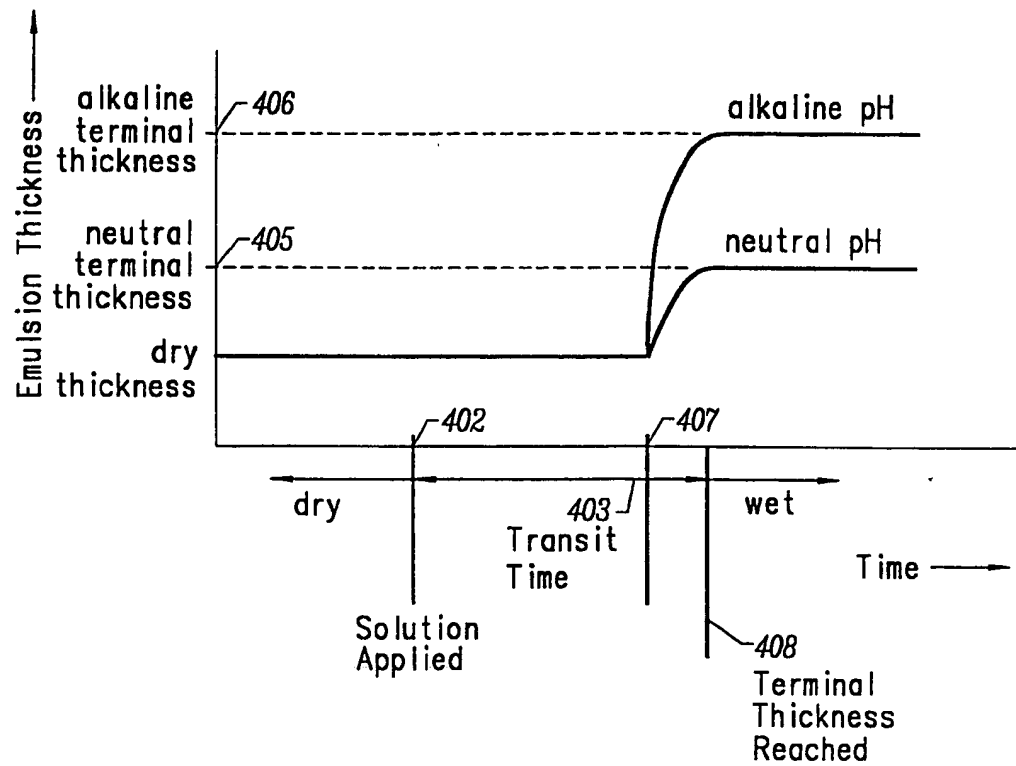 Emulsion Thickness
alkaline
terminal
thickness
406
alkaline pH
neutral
terminal
thickness
405
neutral pH
dry
thickness
402
407
dry
403
wet
Transit
Time
Time
Solution
Applied
408
Terminal
Thickness
Reached